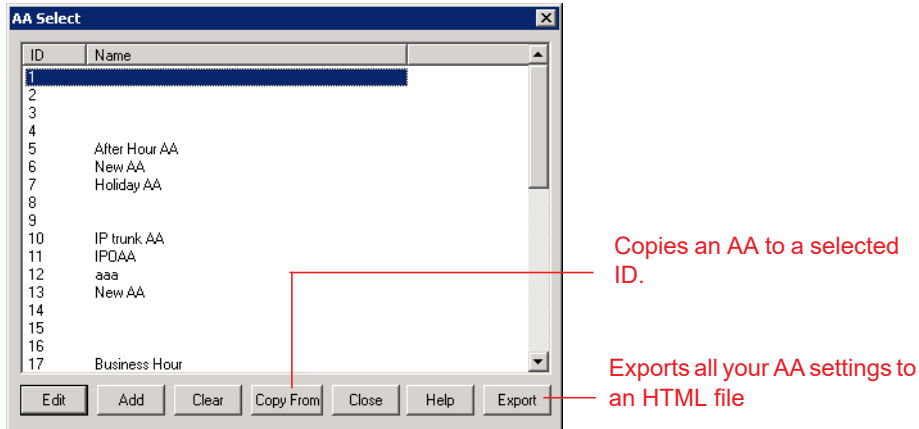 AA Select
ID Name
1
2
3
4
5 After Hour AA
6 New AA
7 Holiday AA
8
9
10 IP trunk AA
11 IPOAA
12 aaa
13 New AA
14
15
16
17 Business Hour
Edit Add Clear Copy From Close Help Export
Copies an AA to a selected
ID.
Exports all your AA settings to
an HTML file